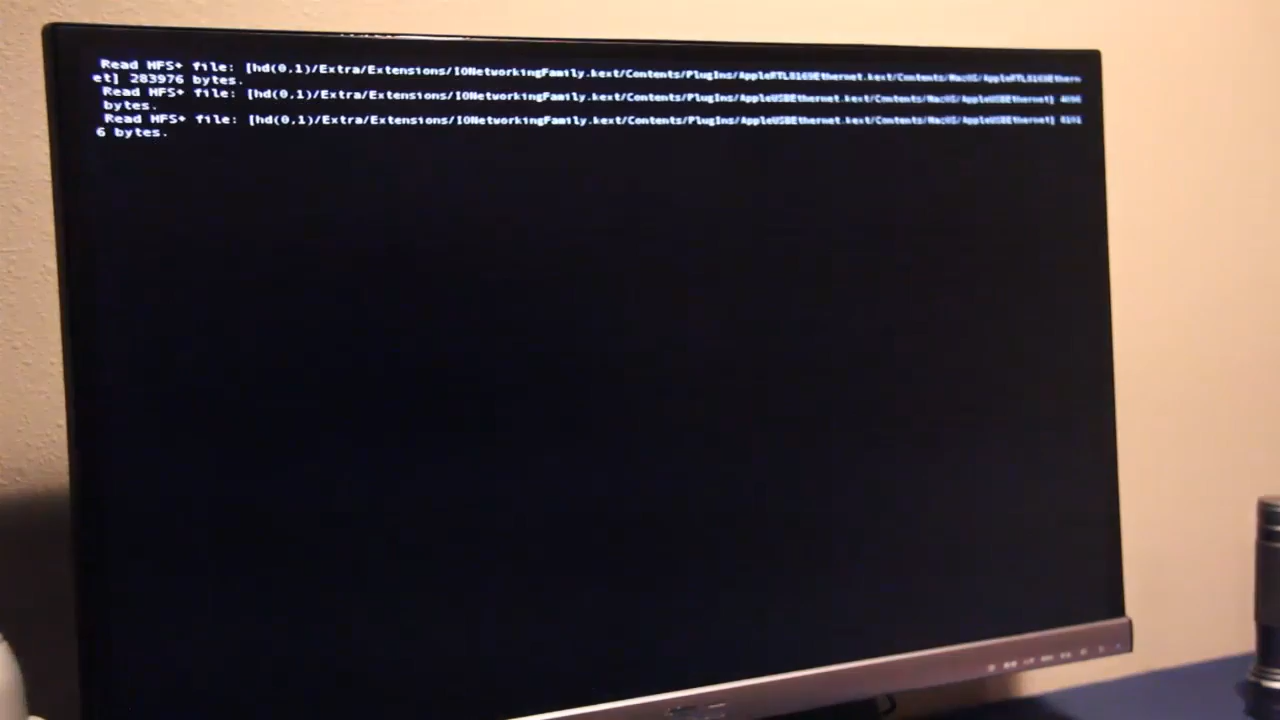 Read HFS+ file: [hd(0,1)/Extra/Extensions/IONetworkingFamily.kext/Contents/PlugIns/AppleRTL8169Ethernet.kext/Contents/MacOS/AppleRTL8169Ethern
et] 283976 bytes.
Read HFS+ file: [hd(0,1)/Extra/Extensions/IONetworkingFamily.kext/Contents/PlugIns/AppleUSBEthernet.kext/Contents/MacOS/AppleUSBEthernet] 4096
bytes.
Read HFS+ file: [hd(0,1)/Extra/Extensions/IONetworkingFamily.kext/Contents/PlugIns/AppleUSBEthernet.kext/Contents/MacOS/AppleUSBEthernet]
6 bytes.